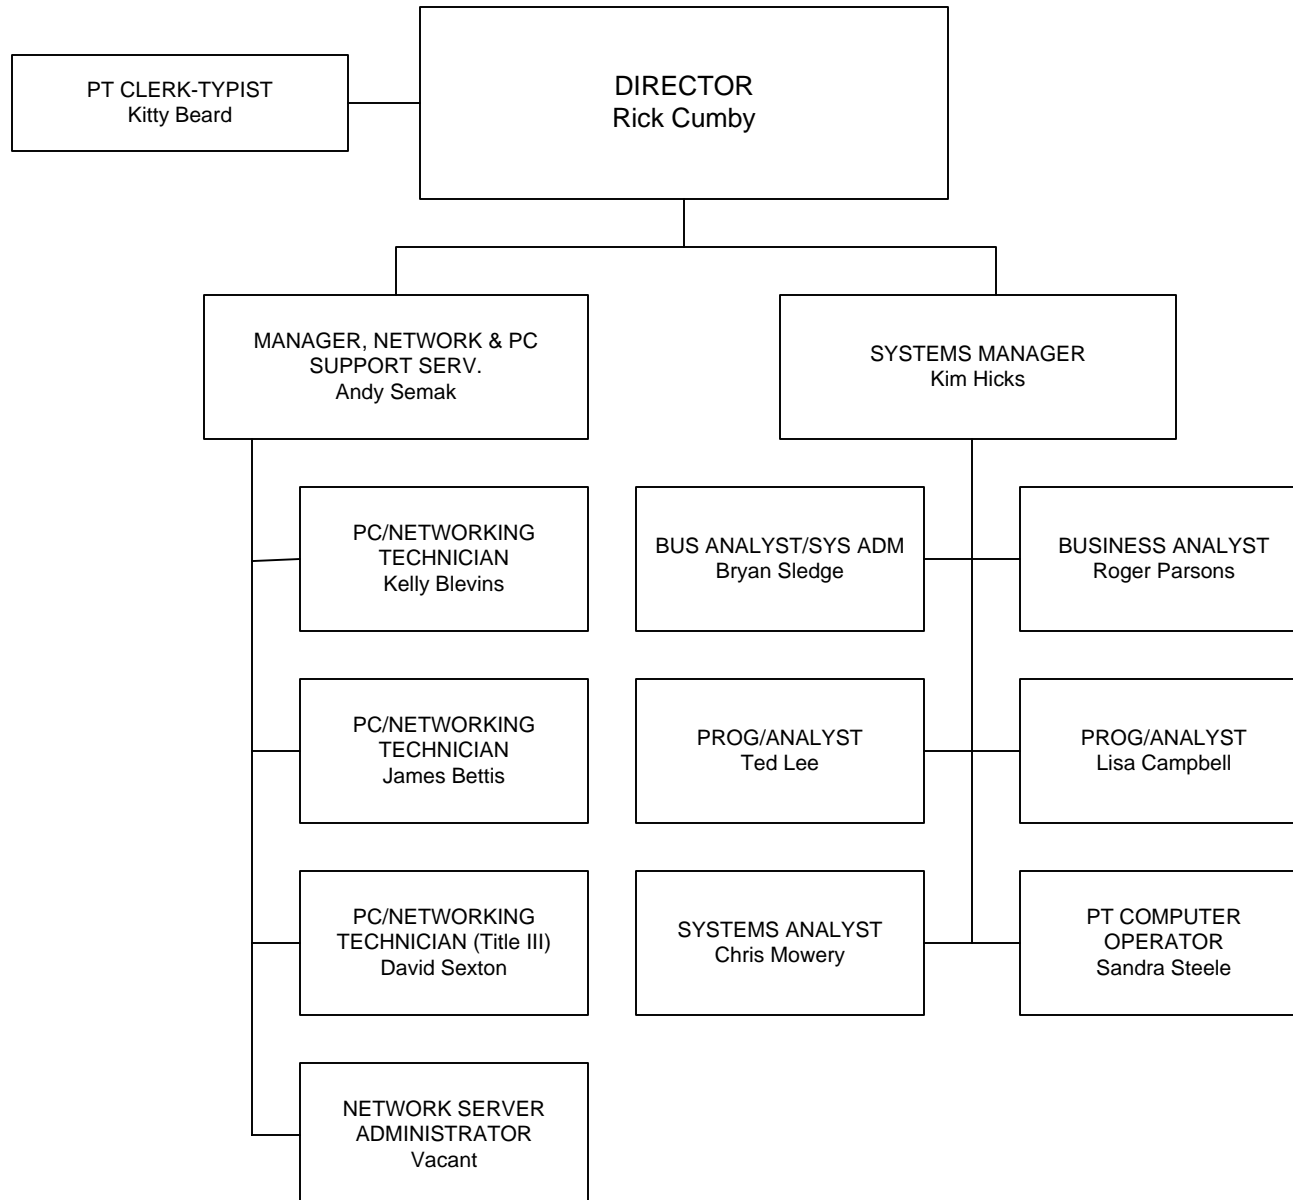 PT CLERK-TYPIST
Kitty Beard
DIRECTOR
Rick Cumby
MANAGER, NETWORK & PC
SUPPORT SERV.
Andy Semak
SYSTEMS MANAGER
Kim Hicks
PC/NETWORKING
TECHNICIAN
Kelly Blevins
BUS ANALYST/SYS ADM
Bryan Sledge
BUSINESS ANALYST
Roger Parsons
PC/NETWORKING
TECHNICIAN
James Bettis
PROG/ANALYST
Ted Lee
PROG/ANALYST
Lisa Campbell
PC/NETWORKING
TECHNICIAN (Title III)
David Sexton
SYSTEMS ANALYST
Chris Mowery
PT COMPUTER
OPERATOR
Sandra Steele
NETWORK SERVER
ADMINISTRATOR
Vacant